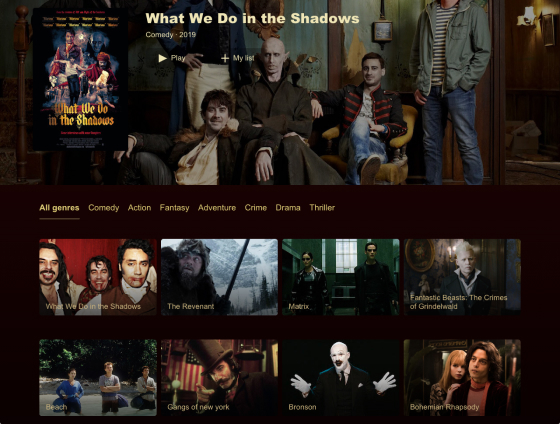 What We Do in the Shadows
Comedy · 2019
Play
My list
What We Do
in the Shadows
All genres Comedy Action Fantasy Adventure Crime Drama Thriller
What We Do in the Shadows
The Revenant
Matrix
Fantastic Beasts: The Crimes
of Grindelwald
Beach
Gangs of new york
Bronson
Bohemian Rhapsody